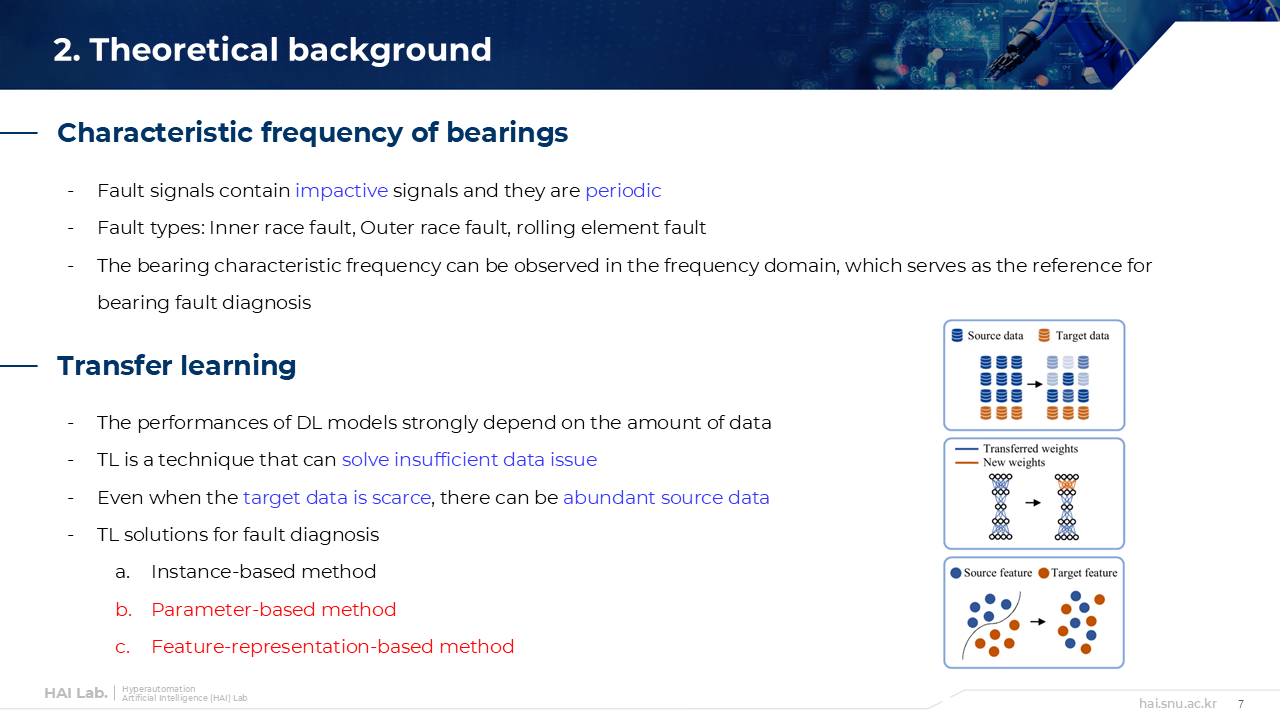 2. Theoretical background
Characteristic frequency of bearings
- Fault signals contain impactive signals and they are periodic
- Fault types: Inner race fault, Outer race fault, rolling element fault
- The bearing characteristic frequency can be observed in the frequency domain, which serves as the reference for
bearing fault diagnosis
Transfer learning
- The performances of DL models strongly depend on the amount of data
- TL is a technique that can solve insufficient data issue
- Even when the target data is scarce, there can be abundant source data
- TL solutions for fault diagnosis
a. Instance-based method
b. Parameter-based method
c. Feature-representation-based method
Source data Target data
Transferred weights
New weights
Source feature Target feature
HAI Lab.
Hyperautomation
Artificial Intelligence (HAI) Lab
hai.snu.ac.kr 7